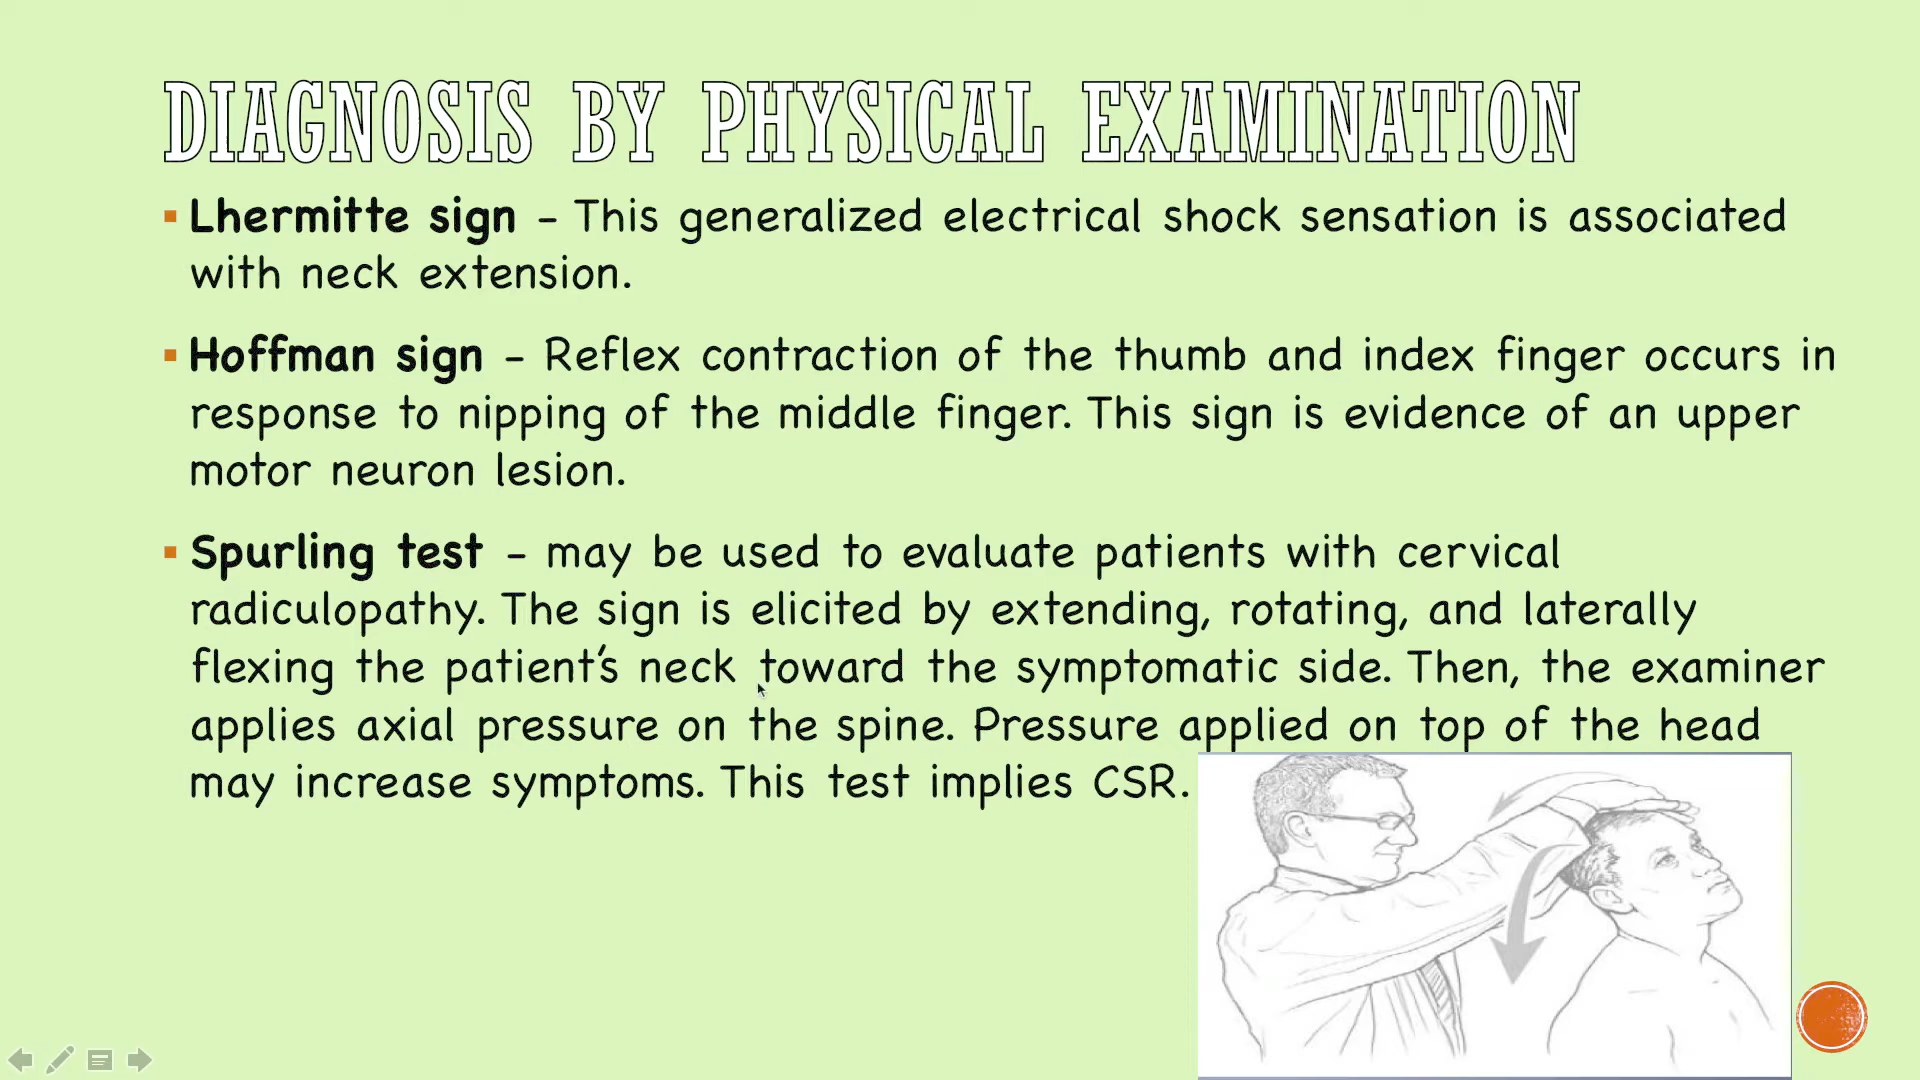 DIAGNOSIS BY PHYSICAL EXAMINATION
▪ Lhermitte sign – This generalized electrical shock sensation is associated
with neck extension.
▪ Hoffman sign – Reflex contraction of the thumb and index finger occurs in
response to nipping of the middle finger. This sign is evidence of an upper
motor neuron lesion.
▪ Spurling test – may be used to evaluate patients with cervical
radiculopathy. The sign is elicited by extending, rotating, and laterally
flexing the patient's neck toward the symptomatic side. Then, the examiner
applies axial pressure on the spine. Pressure applied on top of the head
may increase symptoms. This test implies CSR.